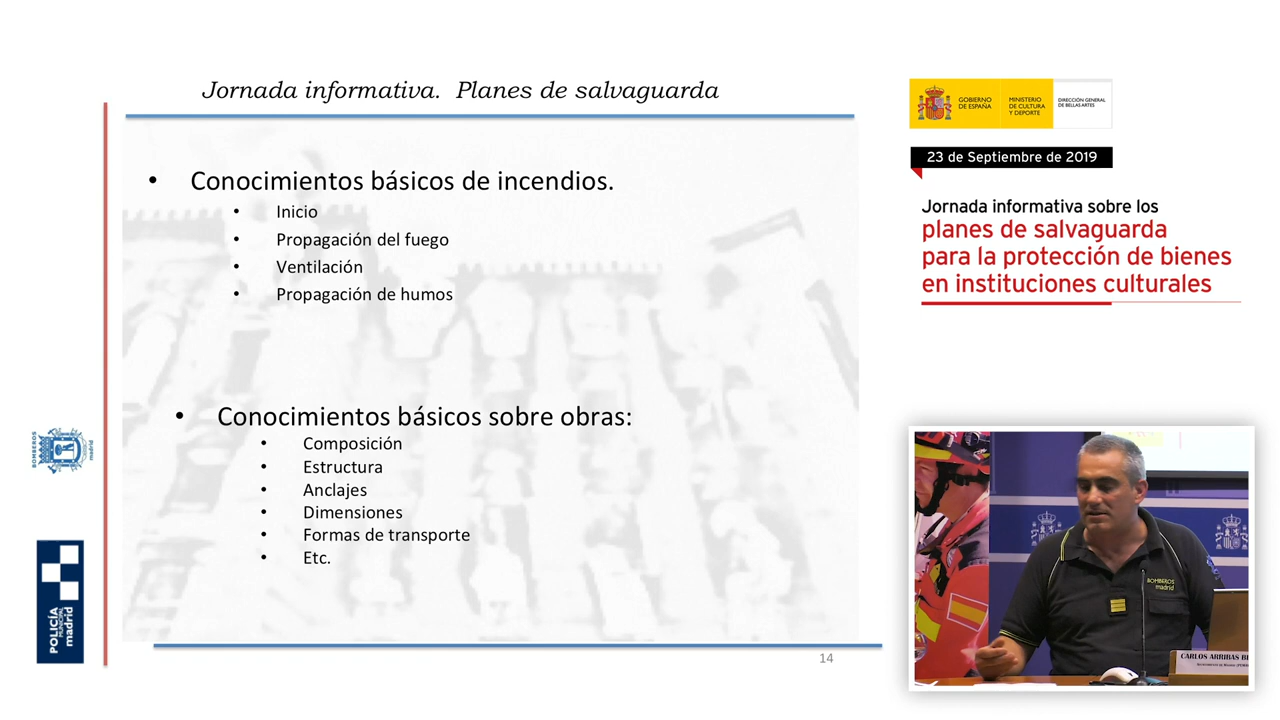 Jornada informativa. Planes de salvaguarda
• Conocimientos básicos de incendios.
• Inicio
• Propagación del fuego
• Ventilación
• Propagación de humos
• Conocimientos básicos sobre obras:
• Composición
• Estructura
• Anclajes
• Dimensiones
• Formas de transporte
• Etc.
14
BOMBEROS
madrid
POLICÍA
MUNICIPAL
madrid
GOBIERNO
DE ESPAÑA
MINISTERIO
DE CULTURA
Y DEPORTE
DIRECCIÓN GENERAL
DE BELLAS ARTES
23 de Septiembre de 2019
Jornada informativa sobre los
planes de salvaguarda
para la protección de bienes
en instituciones culturales
BOMBEROS
madrid
CARLOS ARRIBAS